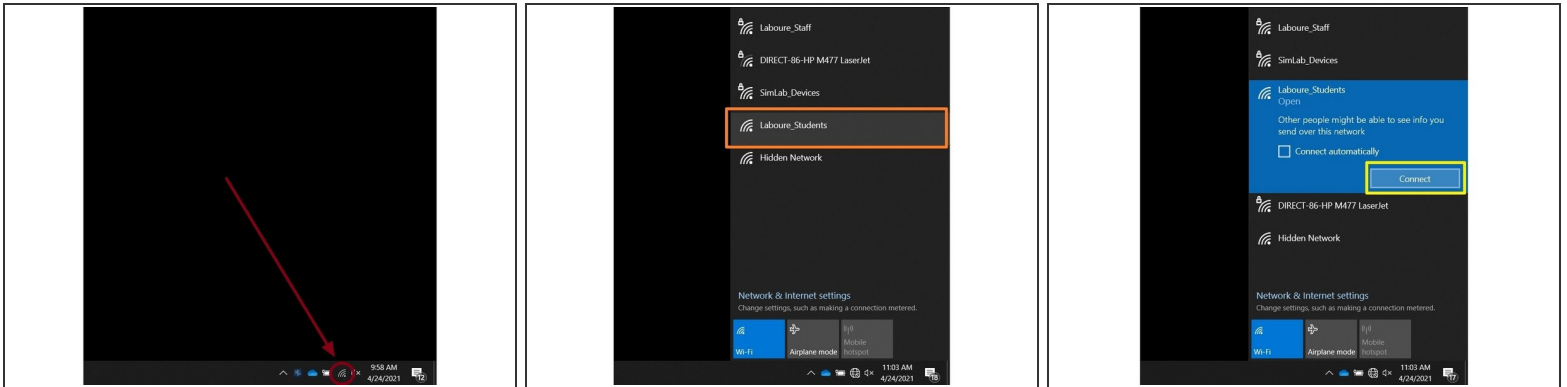 9:58 AM
4/24/2021
12
Laboure_Staff
DIRECT-86-HP M477 LaserJet
SimLab_Devices
Laboure_Students
Hidden Network
Network & Internet settings
Change settings, such as making a connection metered.
Wi-Fi
Airplane mode
Mobile
hotspot
11:03 AM
4/24/2021
18
Laboure_Staff
SimLab_Devices
Laboure_Students
Open
Other people might be able to see info you
send over this network
Connect automatically
Connect
DIRECT-86-HP M477 LaserJet
Hidden Network
Network & Internet settings
Change settings, such as making a connection metered.
Wi-Fi
Airplane mode
Mobile
hotspot
11:03 AM
4/24/2021
17